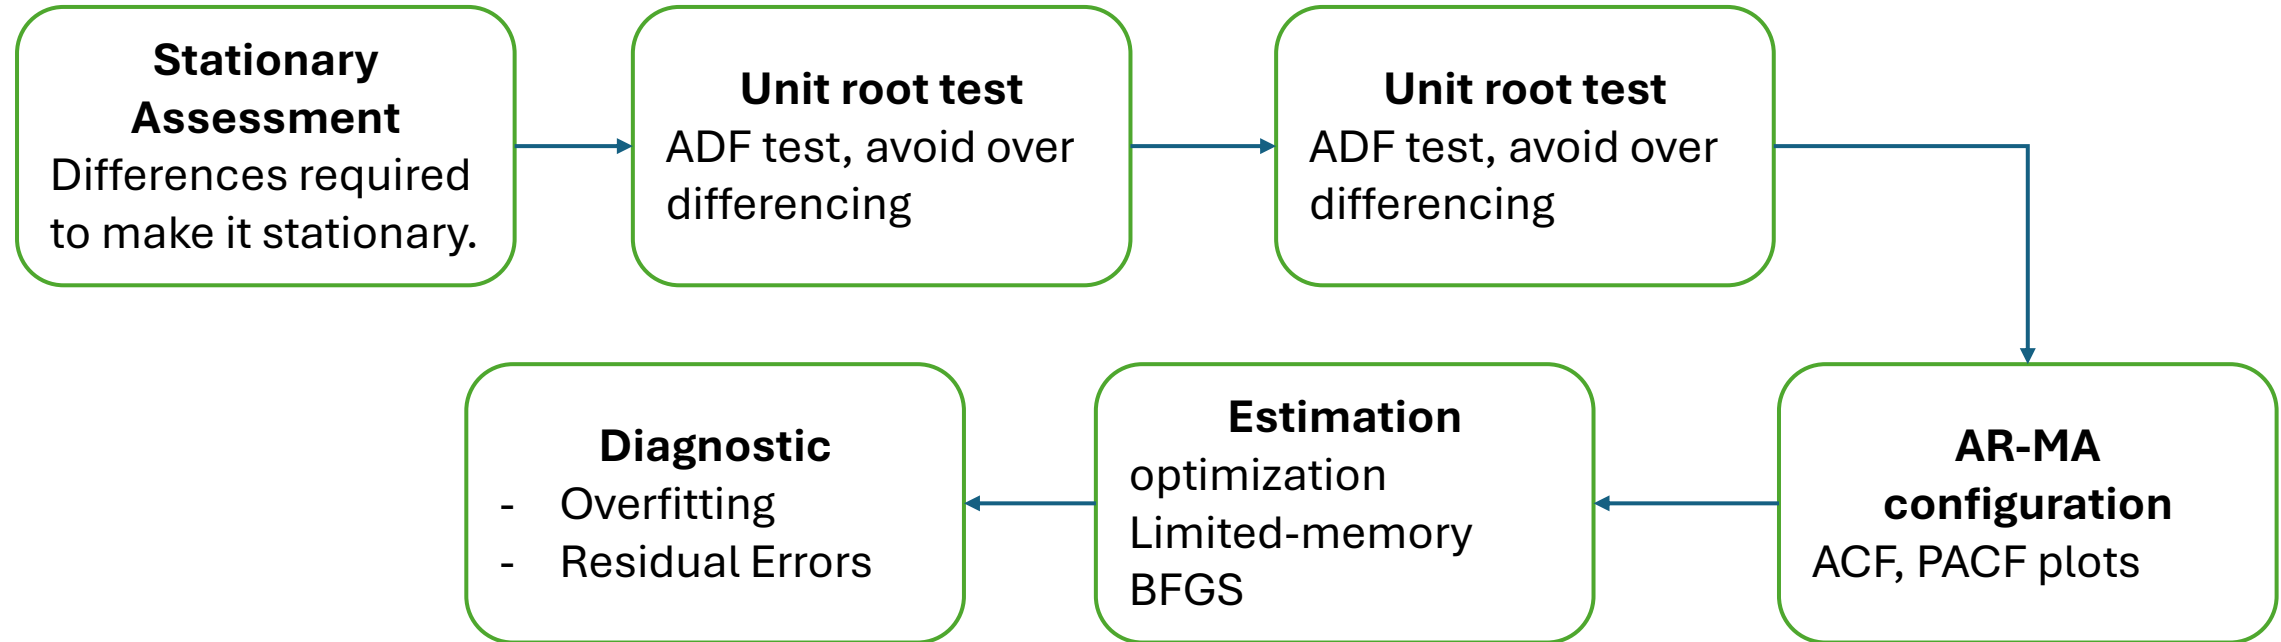 Stationary
Assessment
Differences required
to make it stationary.
Unit root test
ADF test, avoid over
differencing
Unit root test
ADF test, avoid over
differencing
AR-MA
configuration
ACF, PACF plots
Estimation
optimization
Limited-memory
BFGS
Diagnostic
- Overfitting
- Residual Errors